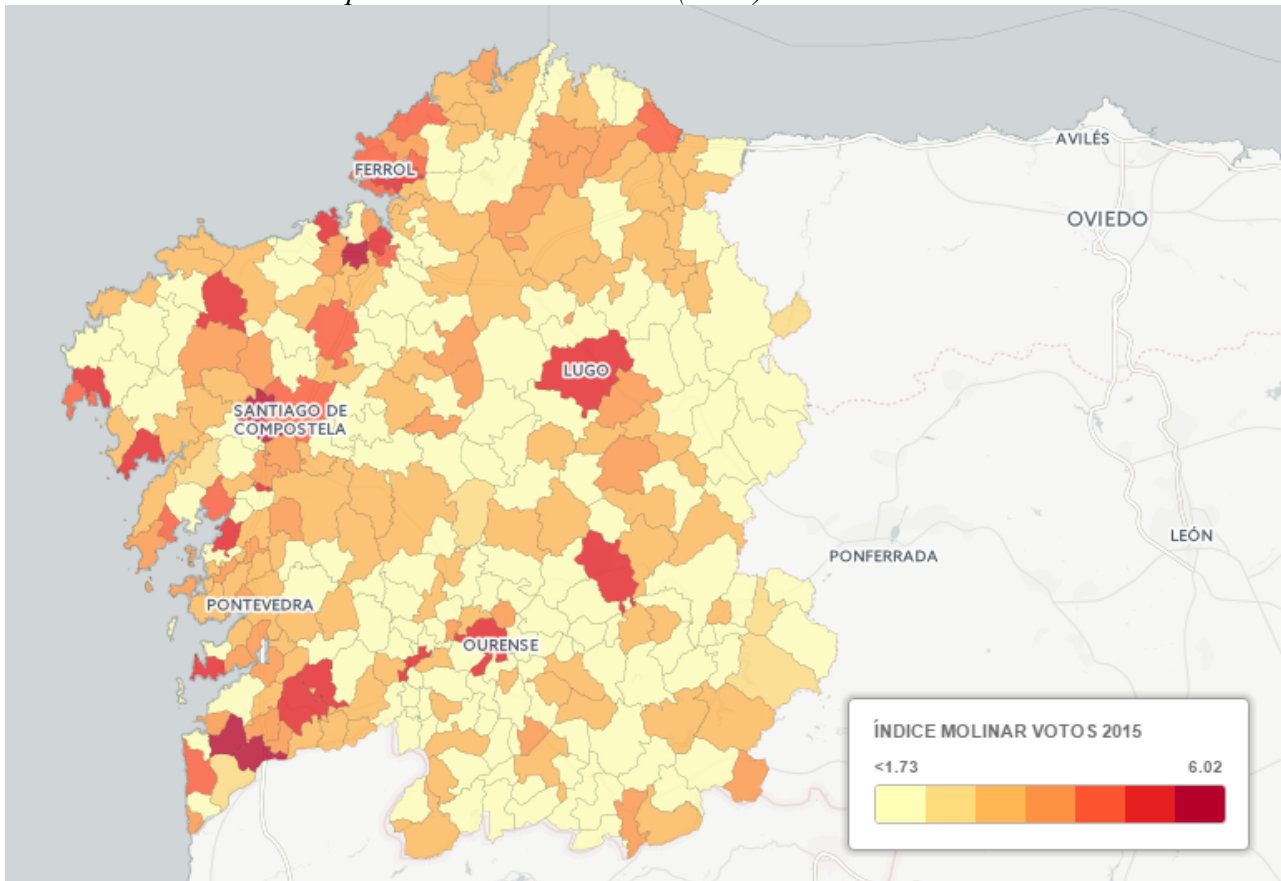 AVILÉS
FERROL
OVIEDO
LUGO
SANTIAGO DE
COMPOSTELA
LEÓN
PONFERRADA
PONTEVEDRA
OURENSE
ÍNDICE MOLINAR VOTOS 2015
<1.73 6.02